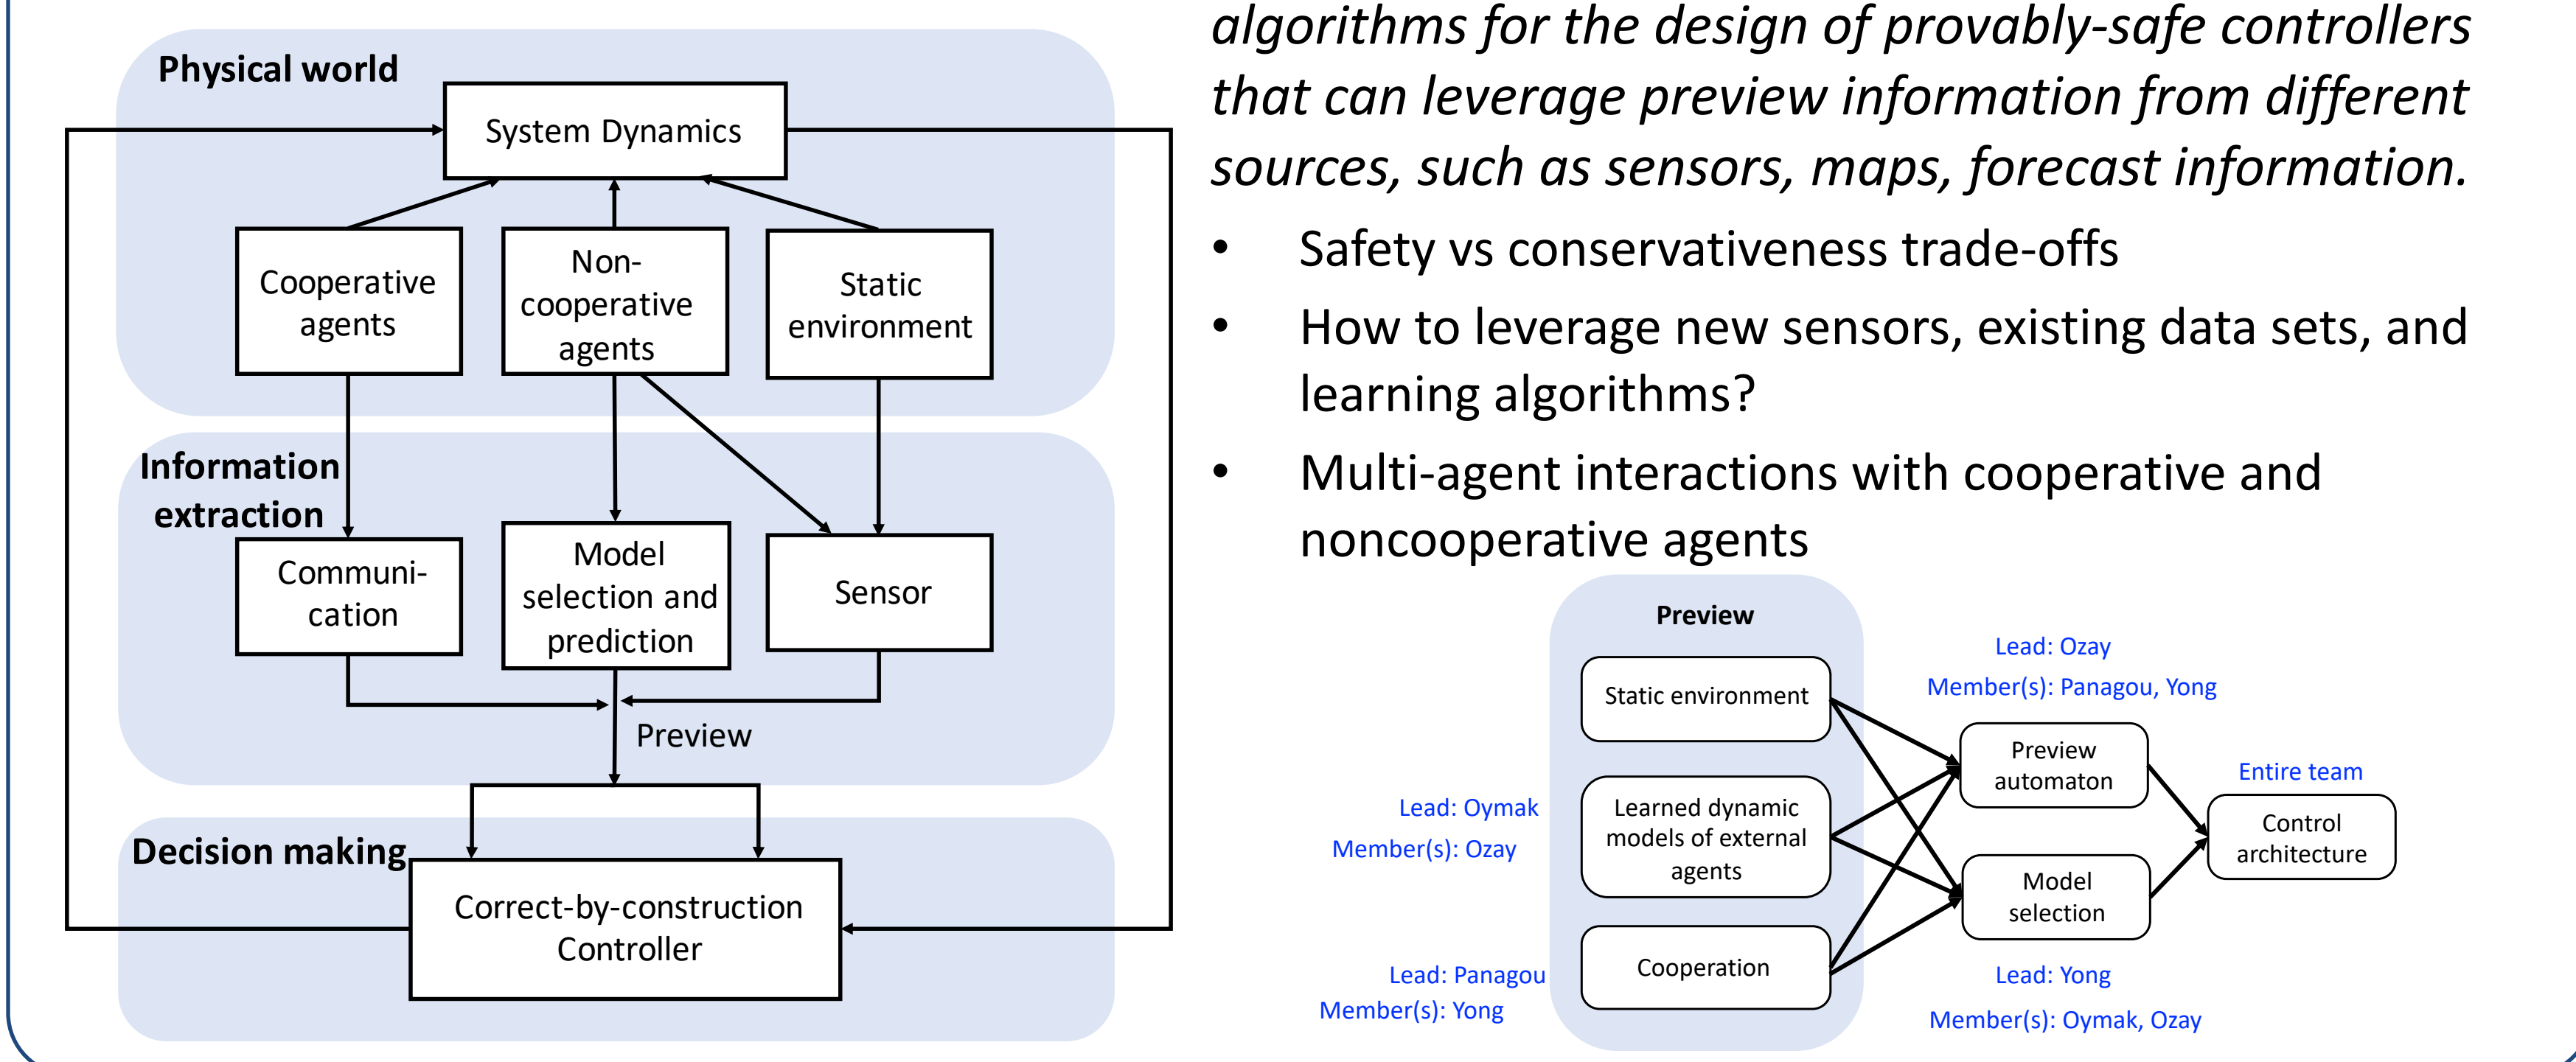 Physical world
System Dynamics
Cooperative
agents
Non-
cooperative
agents
Static
environment
Information
extraction
Communi-
cation
Model
selection and
prediction
Sensor
Preview
Decision making
Correct-by-construction
Controller
algorithms for the design of provably-safe controllers
that can leverage preview information from different
sources, such as sensors, maps, forecast information.
• Safety vs conservativeness trade-offs
• How to leverage new sensors, existing data sets, and
learning algorithms?
• Multi-agent interactions with cooperative and
noncooperative agents
Preview
Static environment
Lead: Oymak
Member(s): Ozay
Learned dynamic
models of external
agents
Lead: Panagou
Member(s): Yong
Cooperation
Lead: Ozay
Member(s): Panagou, Yong
Preview
automaton
Model
selection
Lead: Yong
Member(s): Oymak, Ozay
Entire team
Control
architecture